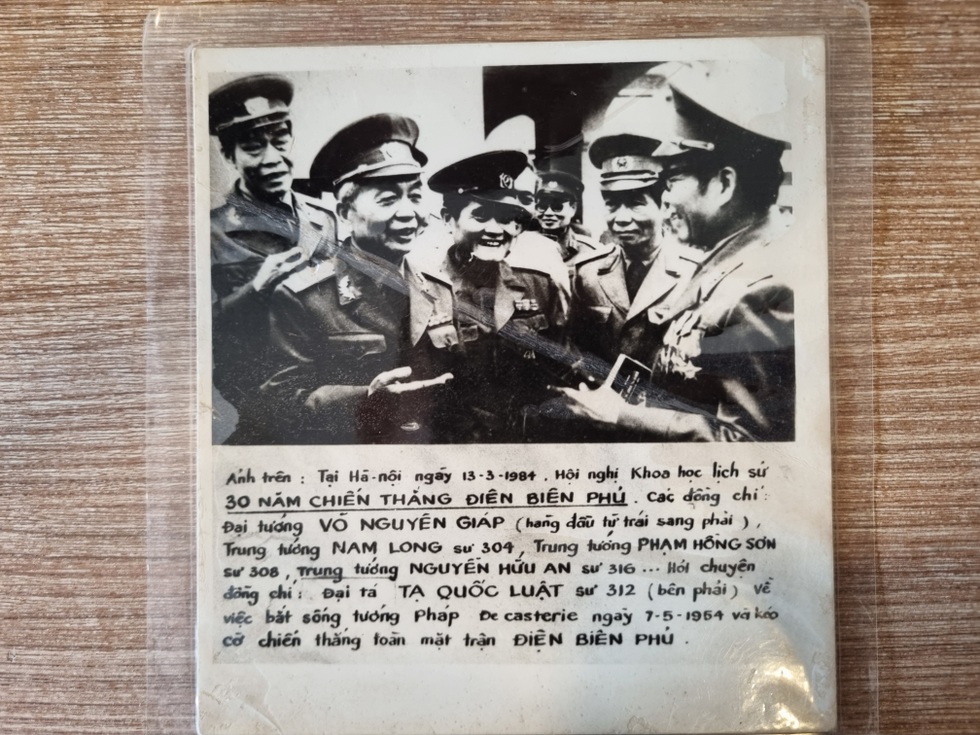 Ảnh trên : Tại Hà-nội ngày 13-3-1984 . Hội nghị Khoa học lịch sử
30 NĂM CHIẾN THẮNG ĐIỆN BIÊN PHỦ . Các đồng chí :
Đại tướng VÕ NGUYÊN GIÁP (hàng đầu từ trái sang phải ) ,
Trung tướng NAM LONG sư 304 , Trung tướng PHẠM HỒNG SƠN
sư 308 , Trung tướng NGUYỄN HỮU AN sư 316 ... Hỏi chuyện
đồng chí : Đại tá TẠ QUỐC LUẬT sư 312 (bên phải) về
việc bắt sống tướng Pháp De casterie ngày 7-5-1954 và kéo
cờ chiến thắng toàn mặt trận ĐIỆN BIÊN PHỦ .